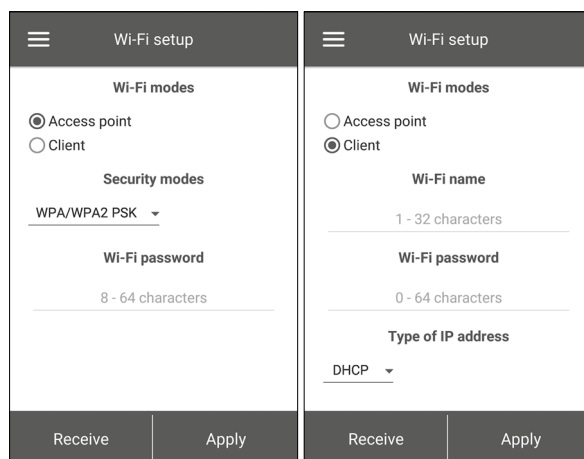 Wi-Fi setup
Wi-Fi modes
Access point
Client
Security modes
WPA/WPA2 PSK
Wi-Fi password
8 - 64 characters
Receive
Apply
Wi-Fi setup
Wi-Fi modes
Access point
Client
Wi-Fi name
1 - 32 characters
Wi-Fi password
0 - 64 characters
Type of IP address
DHCP
Receive
Apply